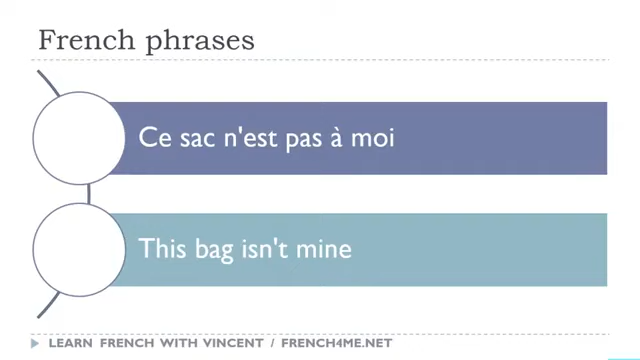 French phrases
Ce sac n'est pas à moi
This bag isn't mine
LEARN FRENCH WITH VINCENT / FRENCH4ME.NET